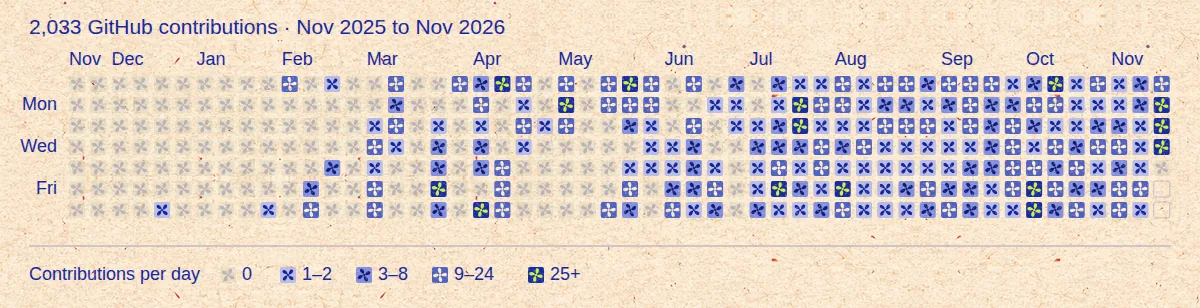 2,033 GitHub contributions · Nov 2025 to Nov 2026
Nov Dec Jan Feb Mar Apr May Jun Jul Aug Sep Oct Nov
Mon
Wed
Fri
Contributions per day 0 1–2 3–8 9–24 25+